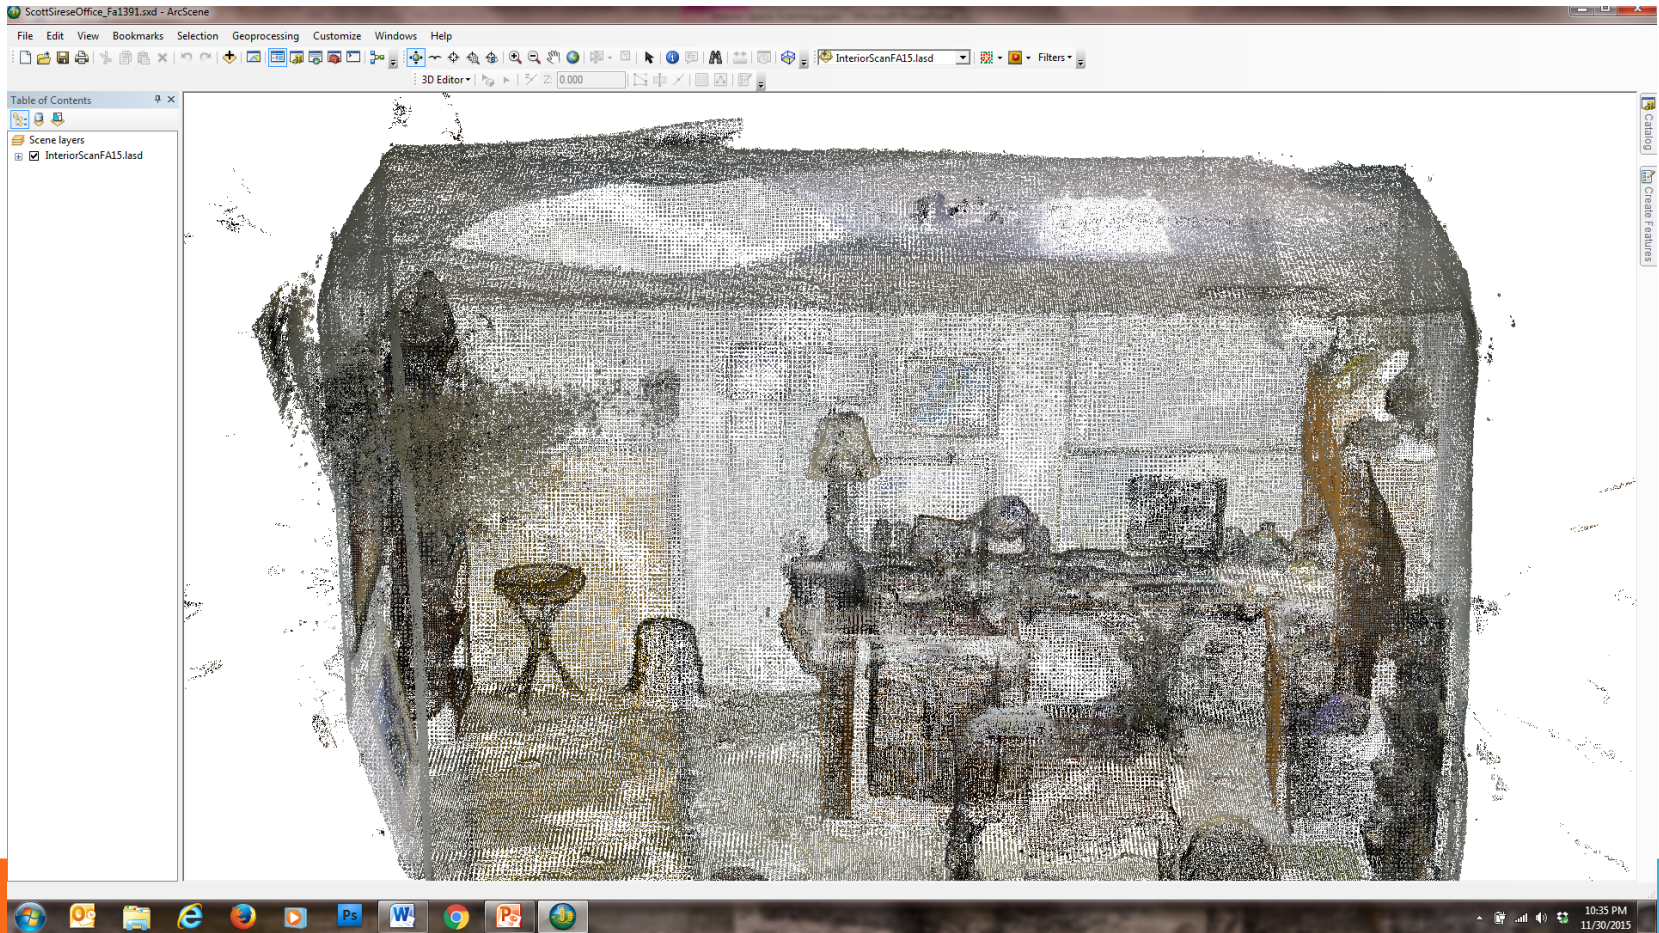 ScottSireseOffice_Fa1391.sxd - ArcScene
File Edit View Bookmarks Selection Geoprocessing Customize Windows Help
InteriorScanFA15.lasd
Filters
3D Editor
Z: 0.000
Table of Contents
Scene layers
InteriorScanFA15.lasd
Catalog
Create Features
Ps
10:35 PM
11/30/2015